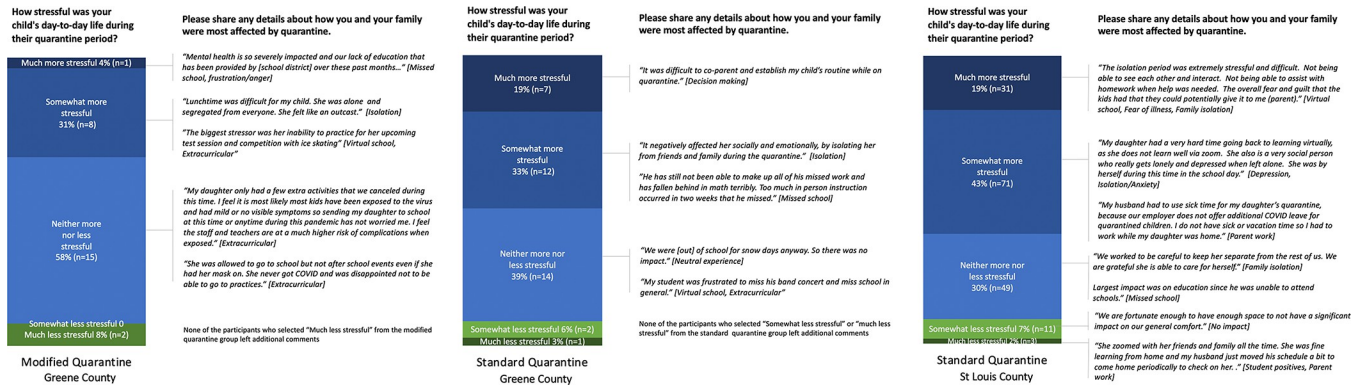 How stressful was your
child's day-to-day life during
their quarantine period?
Please share any details about how you and your family
were most affected by quarantine.
Much more stressful 4% (n=1)
Somewhat more
stressful
31% (n=8)
Neither more
nor less
stressful
58% (n=15)
Somewhat less stressful 0
Much less stressful 8% (n=2)
"Mental health is so severely impacted and our lack of education that
has been provided by [school district] over these past months..." [Missed
school, frustration/anger]
"Lunchtime was difficult for my child. She was alone and
segregated from everyone. She felt like an outcast." [Isolation]
"The biggest stressor was her inability to practice for her upcoming
test session and competition with ice skating" [Virtual school,
Extracurricular"
"My daughter only had a few extra activities that we canceled during
this time. I feel it is most likely most kids have been exposed to the virus
and had mild or no visible symptoms so sending my daughter to school
at this time or anytime during this pandemic has not worried me. I feel
the staff and teachers are at a much higher risk of complications when
exposed." [Extracurricular]
"She was allowed to go to school but not after school events even if she
had her mask on. She never got COVID and was disappointed not to be
able to go to practices." [Extracurricular]
None of the participants who selected "Much less stressful" from the modified
quarantine group left additional comments
Modified Quarantine
Greene County
How stressful was your
child's day-to-day life during
their quarantine period?
Please share any details about how you and your family
were most affected by quarantine.
Much more stressful
19% (n=7)
Somewhat more
stressful
33% (n=12)
Neither more nor
less stressful
39% (n=14)
Somewhat less stressful 6% (n=2)
Much less stressful 3% (n=1)
"It was difficult to co-parent and establish my child's routine while on
quarantine." [Decision making]
"It negatively affected her socially and emotionally, by isolating her
from friends and family during the quarantine." [Isolation]
"He has still not been able to make up all of his missed work and
has fallen behind in math terribly. Too much in person instruction
occurred in two weeks that he missed." [Missed school]
"We were [out] of school for snow days anyway. So there was no
impact." [Neutral experience]
"My student was frustrated to miss his band concert and miss school in
general." [Virtual school, Extracurricular"
None of the participants who selected "Somewhat less stressful" or "much less
stressful" from the standard quarantine group left additional comments
Standard Quarantine
Greene County
How stressful was your
child's day-to-day life during
their quarantine period?
Please share any details about how you and your family
were most affected by quarantine.
Much more stressful
19% (n=31)
Somewhat more
stressful
43% (n=71)
Neither more nor
less stressful
30% (n=49)
Somewhat less stressful 7% (n=11)
Much less stressful 2% (n=3)
"The isolation period was extremely stressful and difficult. Not being
able to see each other and interact. Not being able to assist with
homework when help was needed. The overall fear and guilt that the
kids had that they could potentially give it to me (parent)." [Virtual
school, Fear of illness, Family isolation]
"My daughter had a very hard time going back to learning virtually,
as she does not learn well via zoom. She also is a very social person
who really gets lonely and depressed when left alone. She was by
herself during this time in the school day." [Depression,
Isolation/Anxiety]
"My husband had to use sick time for my daughter's quarantine,
because our employer does not offer additional COVID leave for
quarantined children. I do not have sick or vacation time so I had to
work while my daughter was home." [Parent work]
"We worked to be careful to keep her separate from the rest of us. We
are grateful she is able to care for herself." [Family isolation]
Largest impact was on education since he was unable to attend
schools." [Missed school]
"We are fortunate enough to have enough space to not have a significant
impact on our general comfort." [No impact]
"She zoomed with her friends and family all the time. She was fine
learning from home and my husband just moved his schedule a bit to
come home periodically to check on her. ." [Student positives, Parent
work]
Standard Quarantine
St Louis County